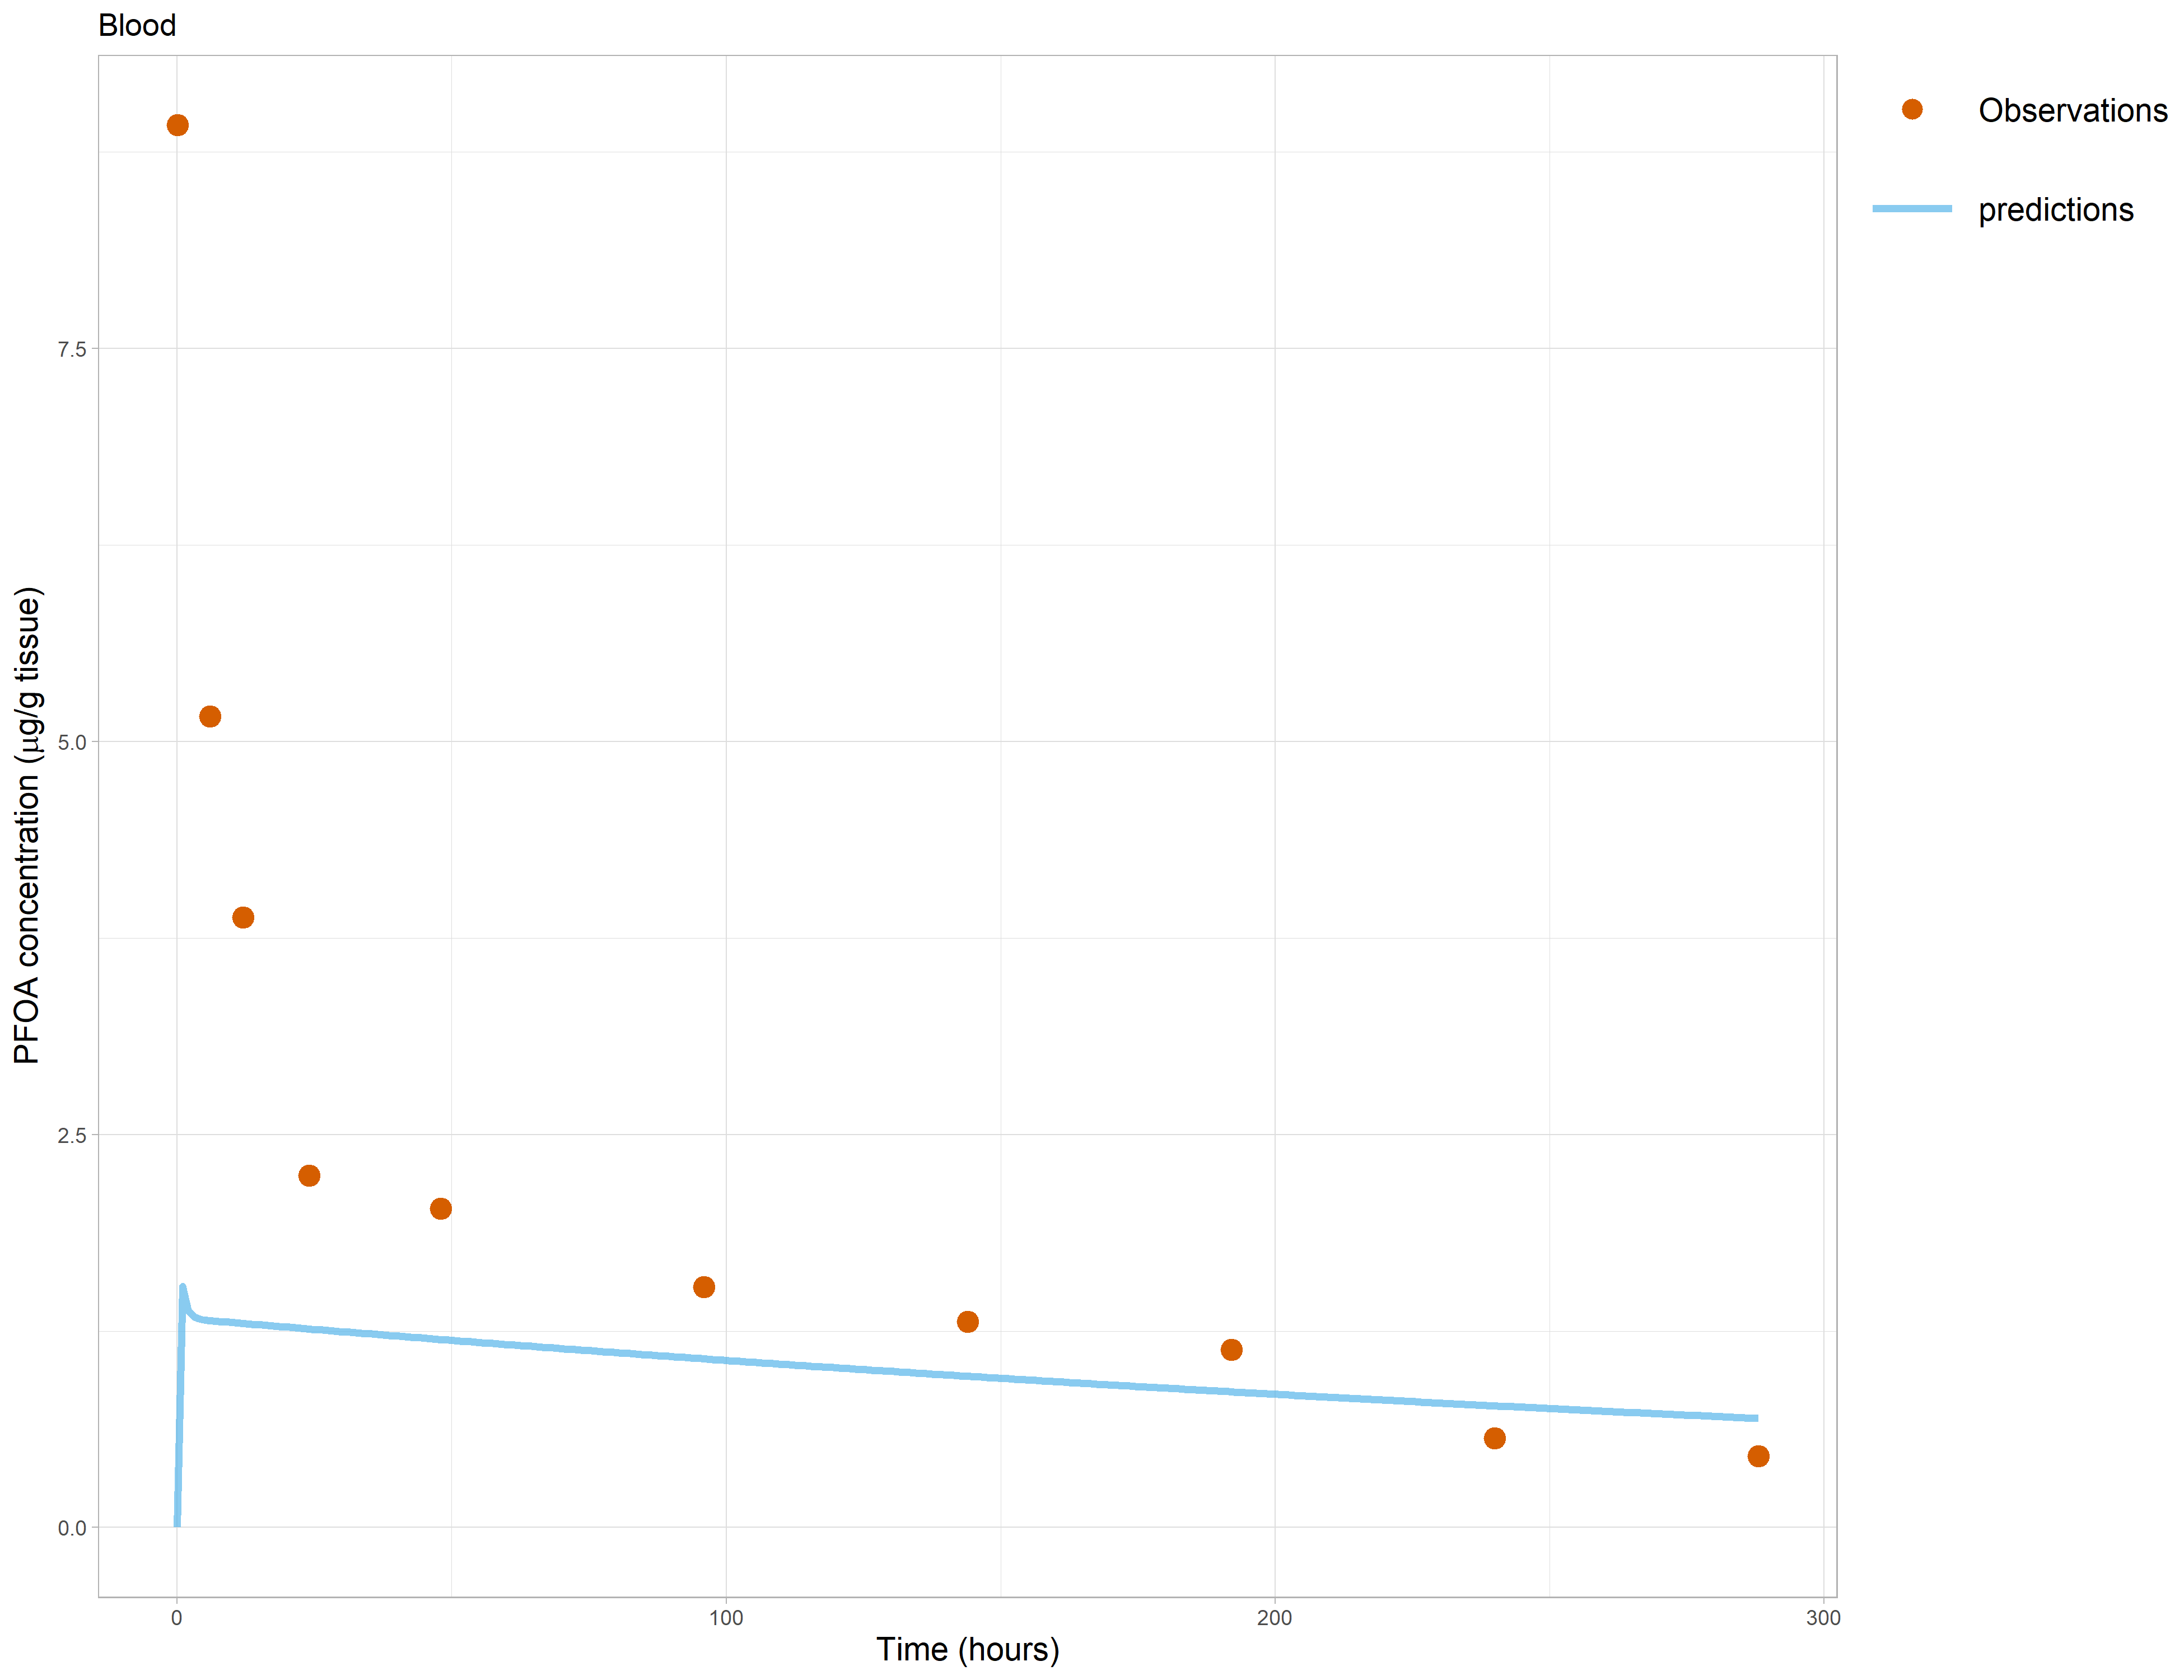 Blood
Observations
predictions
PFOA concentration (µg/g tissue)
7.5
5.0
2.5
0.0
0
100
200
300
Time (hours)